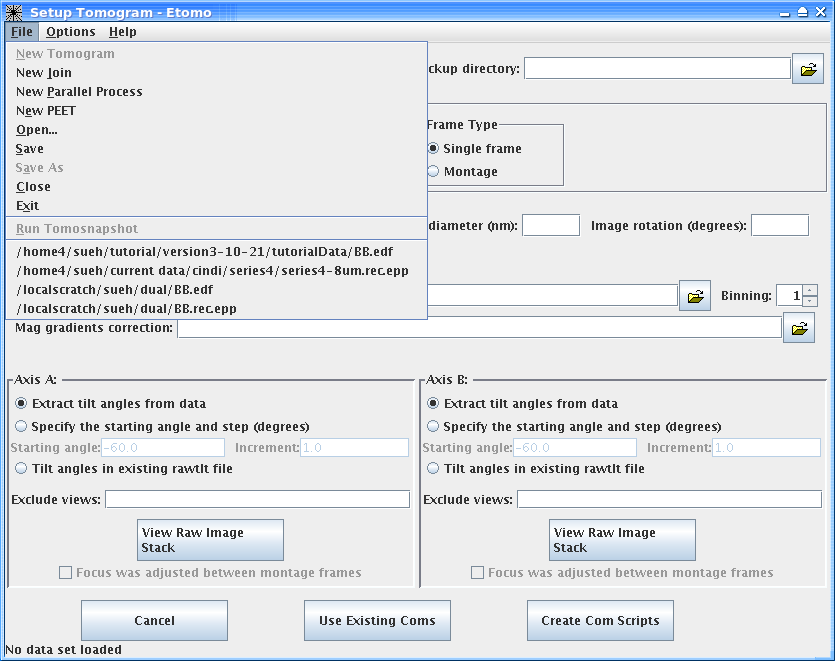 Setup Tomogram - Etomo
File Options Help
New Tomogram
New Join
New Parallel Process
New PEET
Open...
Save
Save As
Close
Exit
Run Tomosnapshot
/home4/sueh/tutorial/version3-10-21/tutorialData/BB.edf
/home4/sueh/current data/cindi/series4/series4-8um.rec.epp
/localscratch/sueh/dual/BB.edf
/localscratch/sueh/dual/BB.rec.epp
ckup directory:
Frame Type
Single frame
Montage
diameter (nm): Image rotation (degrees):
Binning: 1
Mag gradients correction:
Axis A:
Extract tilt angles from data
Specify the starting angle and step (degrees)
Starting angle: -60.0 Increment: 1.0
Tilt angles in existing rawtlt file
Exclude views:
View Raw Image
Stack
Focus was adjusted between montage frames
Axis B:
Extract tilt angles from data
Specify the starting angle and step (degrees)
Starting angle: -60.0 Increment: 1.0
Tilt angles in existing rawtlt file
Exclude views:
View Raw Image
Stack
Focus was adjusted between montage frames
Cancel Use Existing Coms Create Com Scripts
No data set loaded